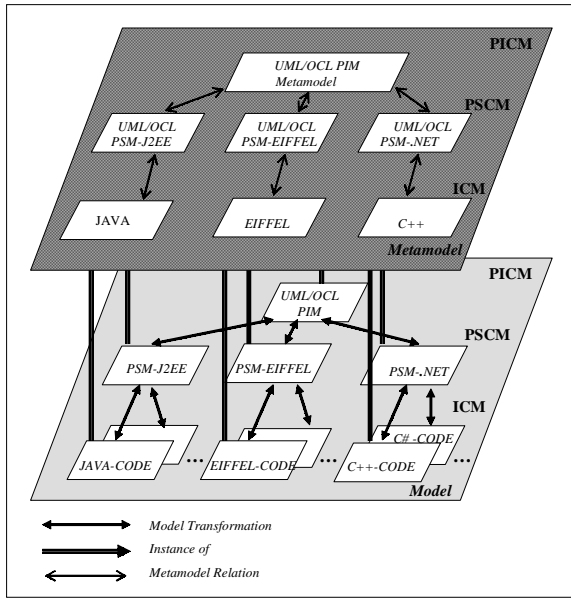 PICM
UML/OCL PIM
Metamodel
PSCM
UML/OCL
PSM-J2EE
UML/OCL
PSM-EIFFEL
UML/OCL
PSM-.NET
ICM
JAVA
EIFFEL
C++
Metamodel
PICM
UML/OCL
PIM
PSCM
PSM-J2EE
PSM-EIFFEL
PSM-.NET
ICM
C# -CODE
JAVA-CODE
...
EIFFEL-CODE
...
C++-CODE
...
Model
Model Transformation
Instance of
Metamodel Relation